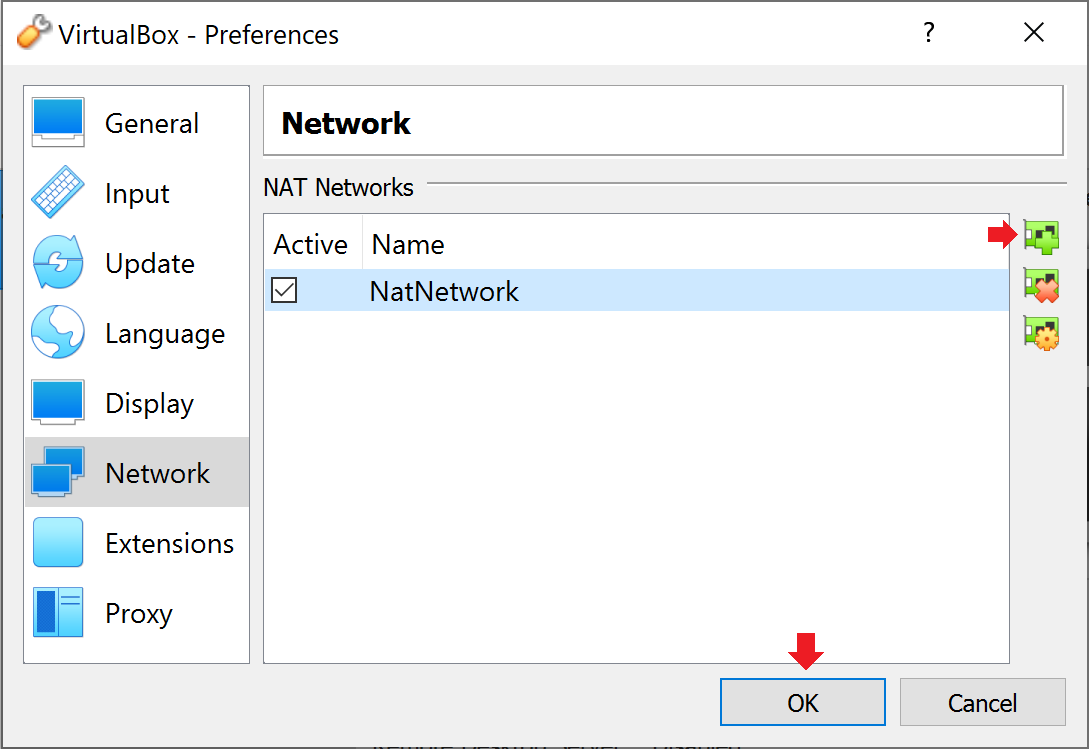 VirtualBox - Preferences
?
General
Input
Update
Language
Display
Network
Extensions
Proxy
Network
NAT Networks
Active Name
NatNetwork
OK Cancel